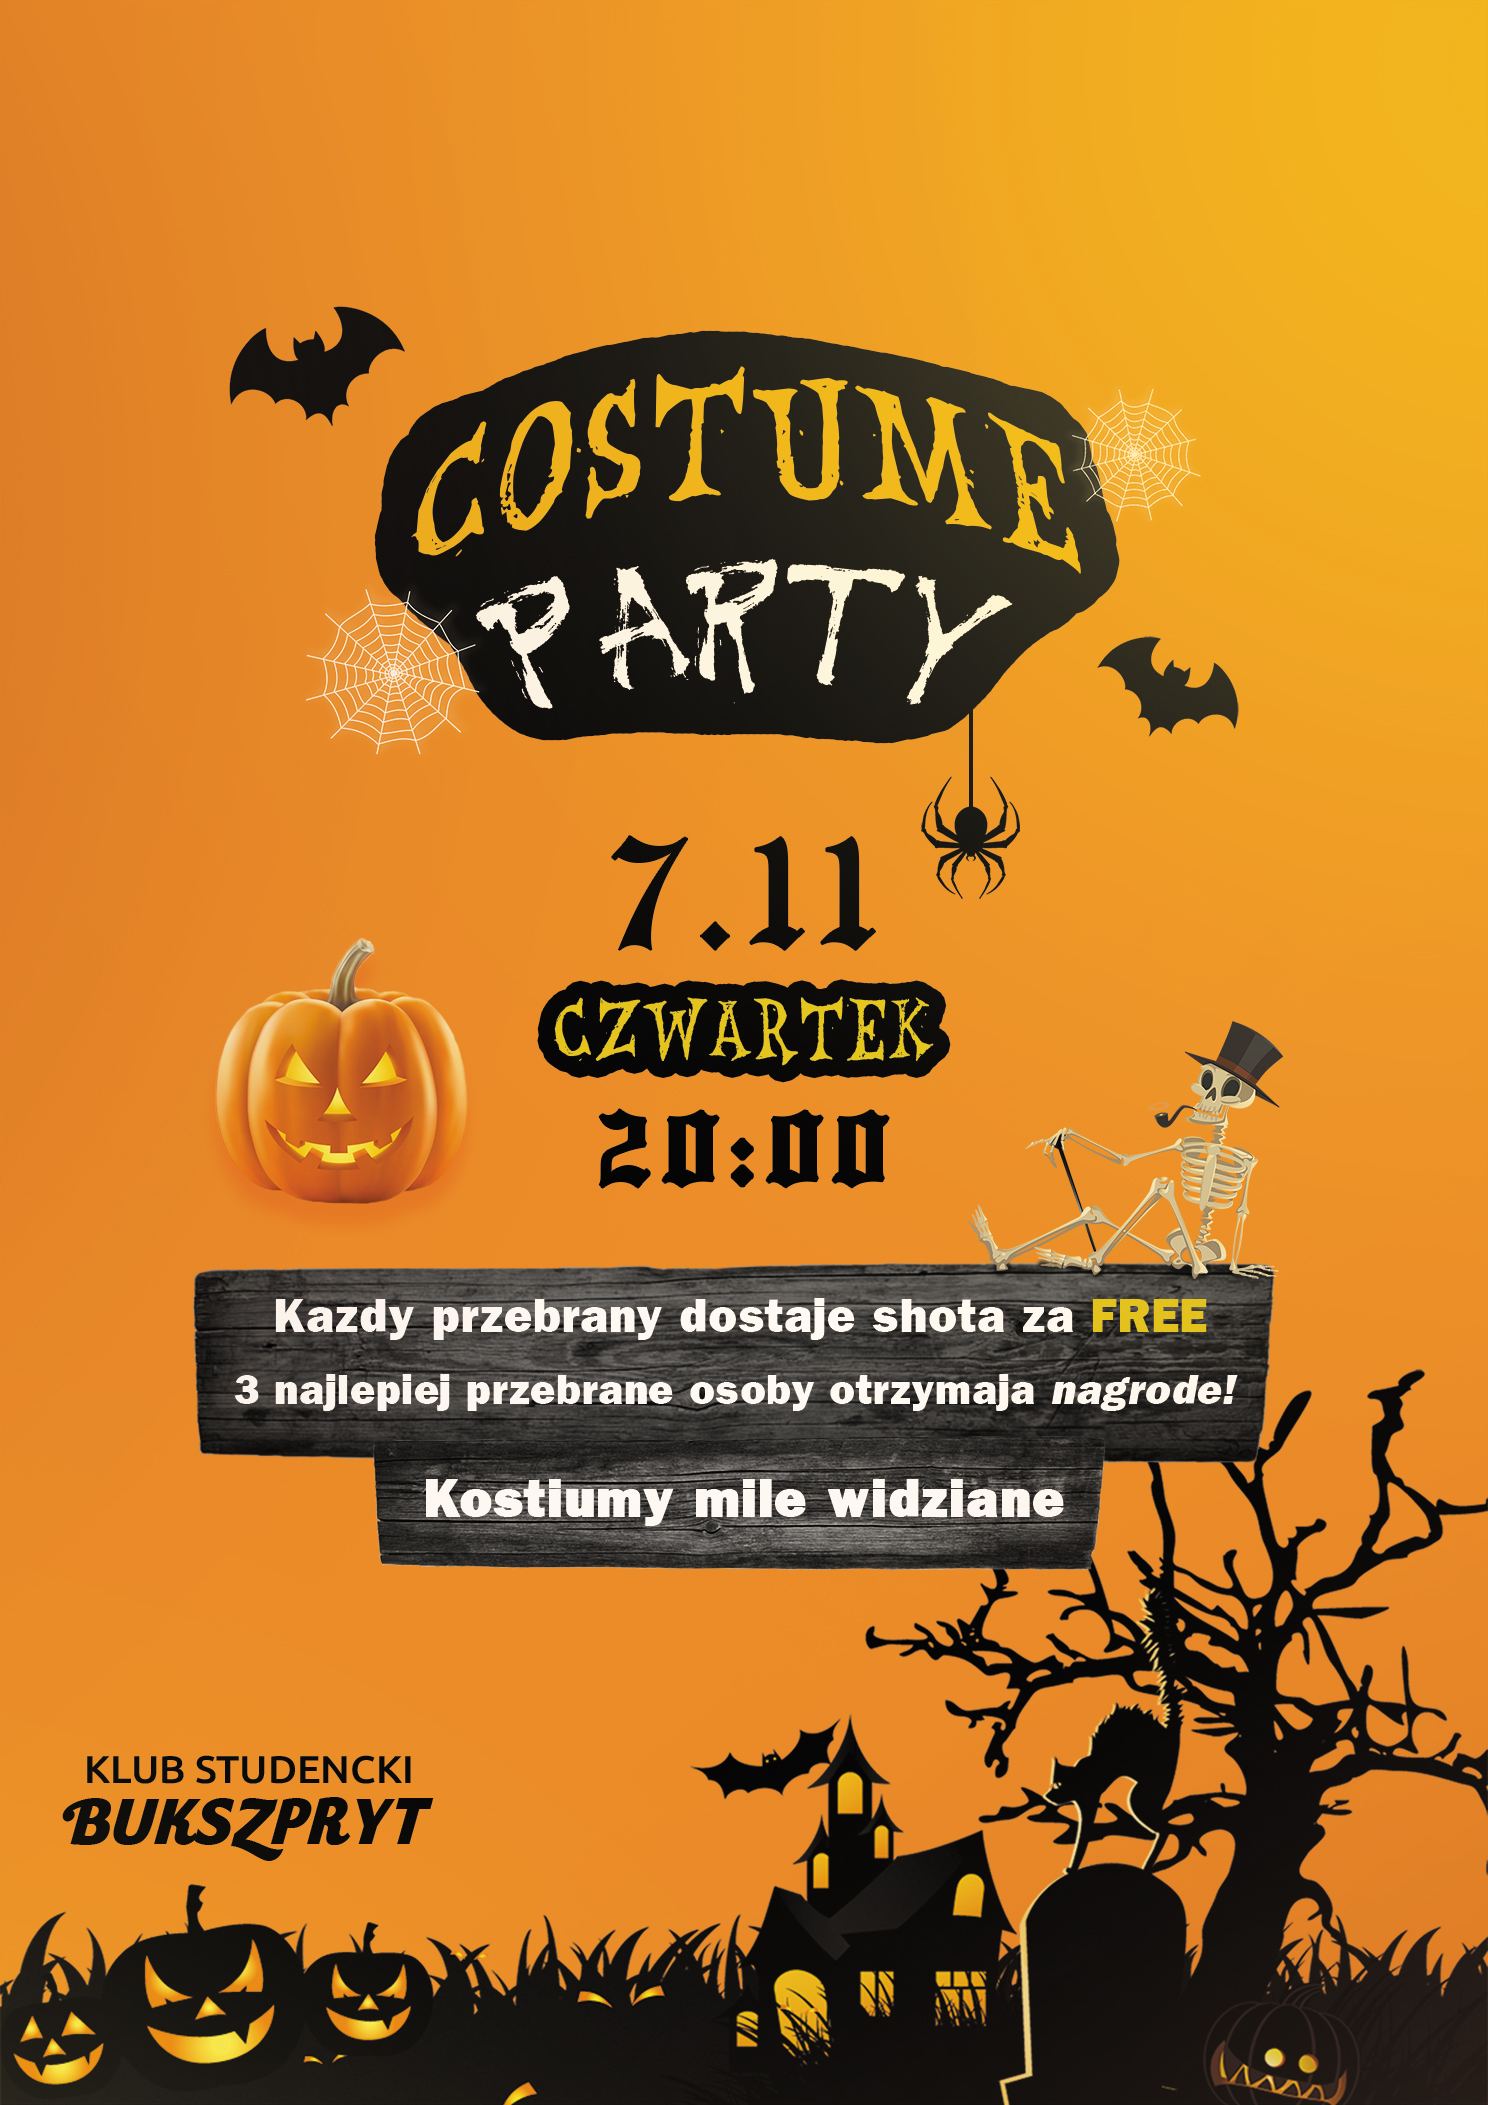 COSTUME
PARTY
7.11
CZWARTEK
20:00
Kazdy przebrany dostaje shota za FREE
3 najlepiej przebrane osoby otrzymaja nagrode!
Kostiumy mile widziane
KLUB STUDENCKI
BUKSZPRYT